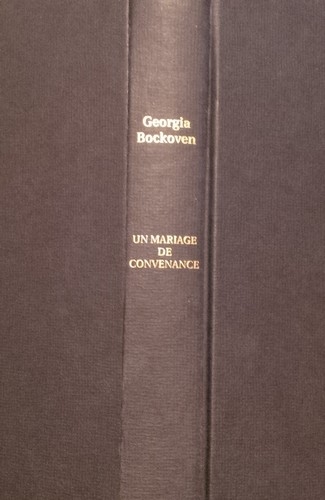 Georgia
Bockoven
UN MARIAGE
DE
CONVENANCE